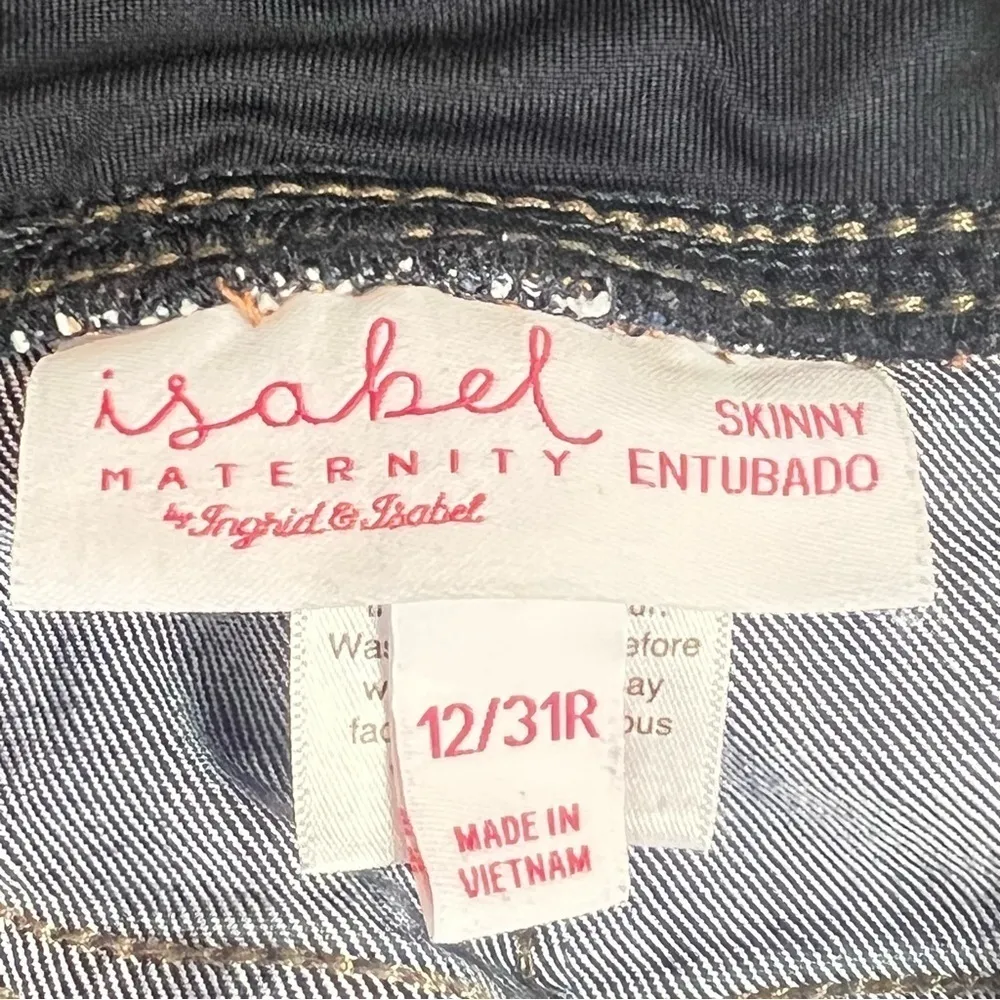 isabel
MATERNITY
by Ingrid & Isabel
SKINNY
ENTUBADO
12/31R
MADE IN
VIETNAM